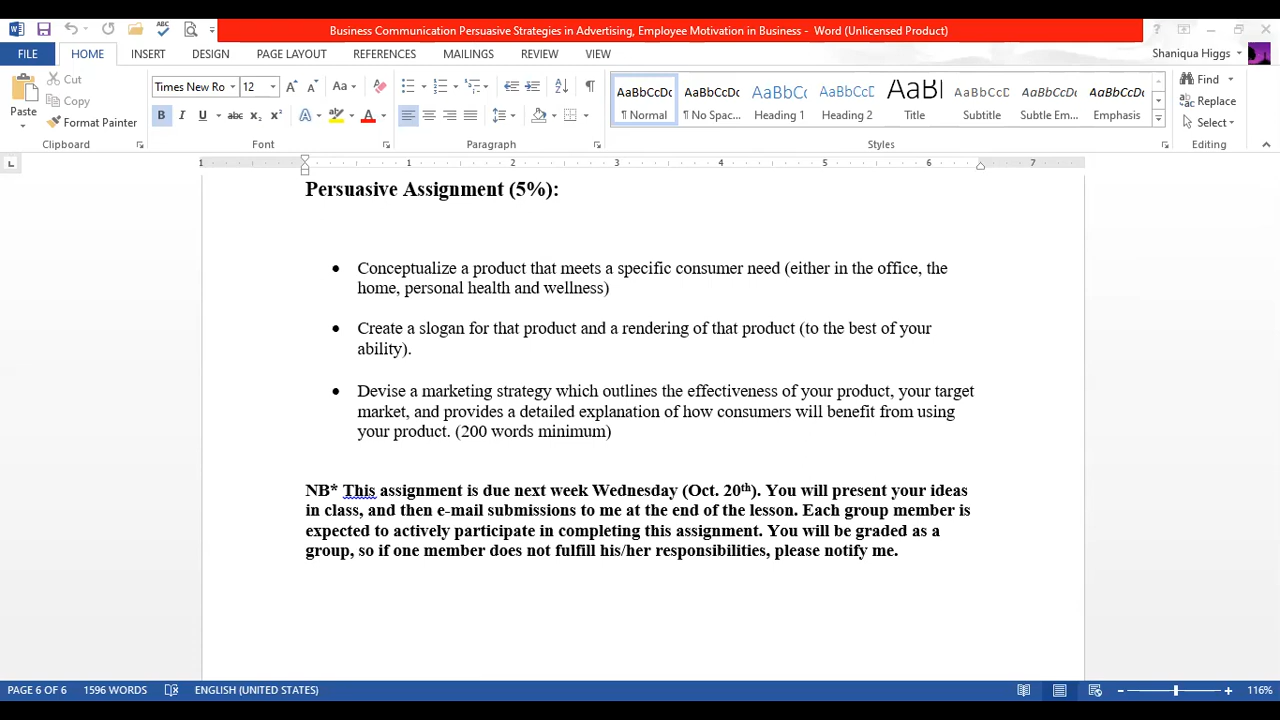 Business Communication Persuasive Strategies in Advertising, Employee Motivation in Business - Word (Unlicensed Product)
FILE HOME INSERT DESIGN PAGE LAYOUT REFERENCES MAILINGS REVIEW VIEW Shaniqua Higgs
Paste Cut Copy Format Painter
Times New Ro 12
AaBbCcDc AaBbCcDc AaBbCc AaBbCcD AaBl AaBbCcD AaBbCcDc AaBbCcDc
¶ Normal ¶ No Spac... Heading 1 Heading 2 Title Subtitle Subtle Em... Emphasis
Find
Replace
Select
Clipboard Font Paragraph Styles Editing
1 1 2 3 4 5 6 7
Persuasive Assignment (5%):
• Conceptualize a product that meets a specific consumer need (either in the office, the
home, personal health and wellness)
• Create a slogan for that product and a rendering of that product (to the best of your
ability).
• Devise a marketing strategy which outlines the effectiveness of your product, your target
market, and provides a detailed explanation of how consumers will benefit from using
your product. (200 words minimum)
NB* This assignment is due next week Wednesday (Oct. 20th). You will present your ideas
in class, and then e-mail submissions to me at the end of the lesson. Each group member is
expected to actively participate in completing this assignment. You will be graded as a
group, so if one member does not fulfill his/her responsibilities, please notify me.
PAGE 6 OF 6 1596 WORDS ENGLISH (UNITED STATES) 116%